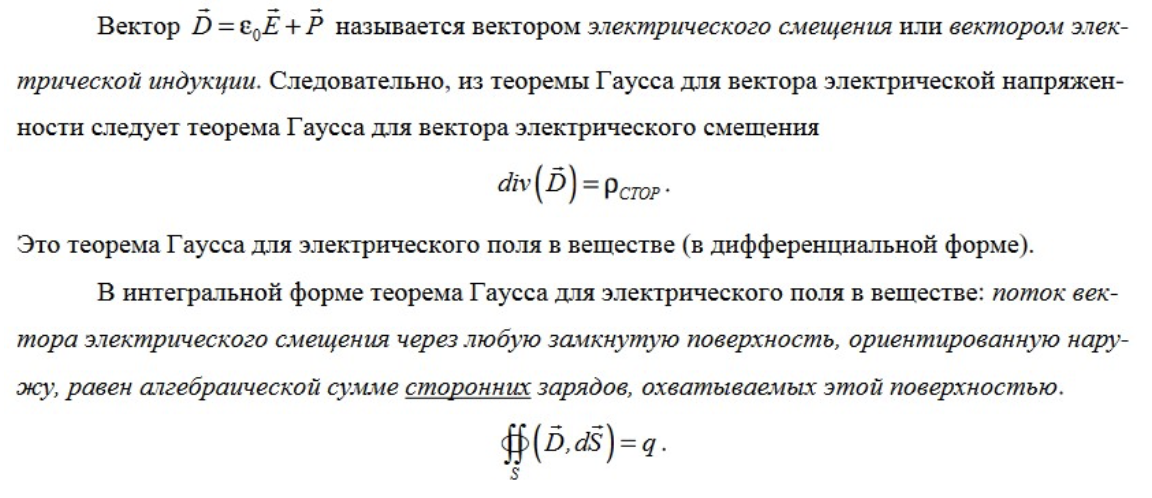 Вектор D⃗ = ε₀E⃗ + P⃗ называется вектором электрического смещения или вектором элек-
трической индукции. Следовательно, из теоремы Гаусса для вектора электрической напряжен-
ности следует теорема Гаусса для вектора электрического смещения
div(D⃗) = ρ_СТОР.
Это теорема Гаусса для электрического поля в веществе (в дифференциальной форме).
В интегральной форме теорема Гаусса для электрического поля в веществе: поток век-
тора электрического смещения через любую замкнутую поверхность, ориентированную нару-
жу, равен алгебраической сумме сторонних зарядов, охватываемых этой поверхностью.
∯_S (D⃗, dS⃗) = q.